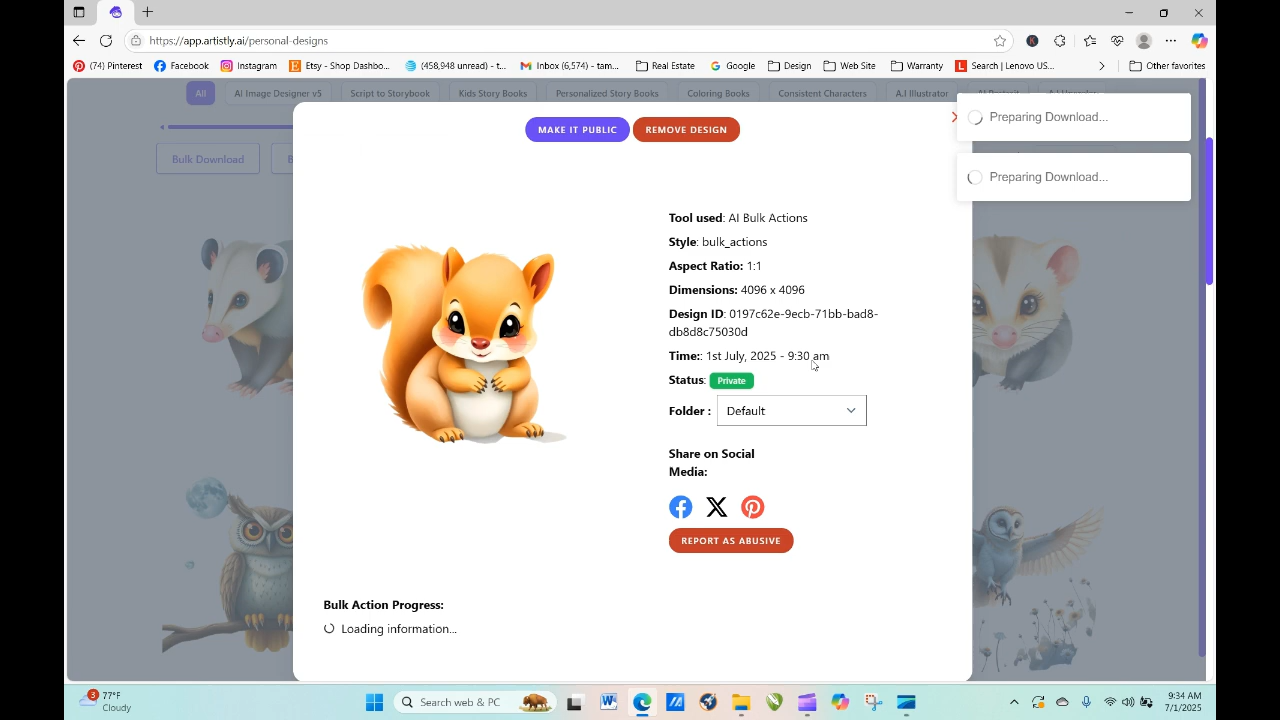 https://app.artistly.ai/personal-designs
(74) Pinterest
Facebook
Instagram
Etsy - Shop Dabbo...
(458,948 unread) - t...
Inbox (6,574) - tam...
Real Estate
Google
Design
Web Site
Warranty
Search | Lenovo US...
Other favorites
All
AI Image Designer v5
Script to Storybook
Kids Story Books
Personalized Story Books
Coloring Books
Consistent Characters
A.I Illustrator
Bulk Download
MAKE IT PUBLIC
REMOVE DESIGN
Preparing Download...
Preparing Download...
Tool used: AI Bulk Actions
Style: bulk_actions
Aspect Ratio: 1:1
Dimensions: 4096 x 4096
Design ID: 0197c62e-9ecb-71bb-bad8-
db8d8c75030d
Time:: 1st July, 2025 - 9:30 am
Status: Private
Folder : Default
Share on Social
Media:
REPORT AS ABUSIVE
Bulk Action Progress:
Loading information...
3
77°F
Cloudy
Search web & PC
9:34 AM
7/1/2025